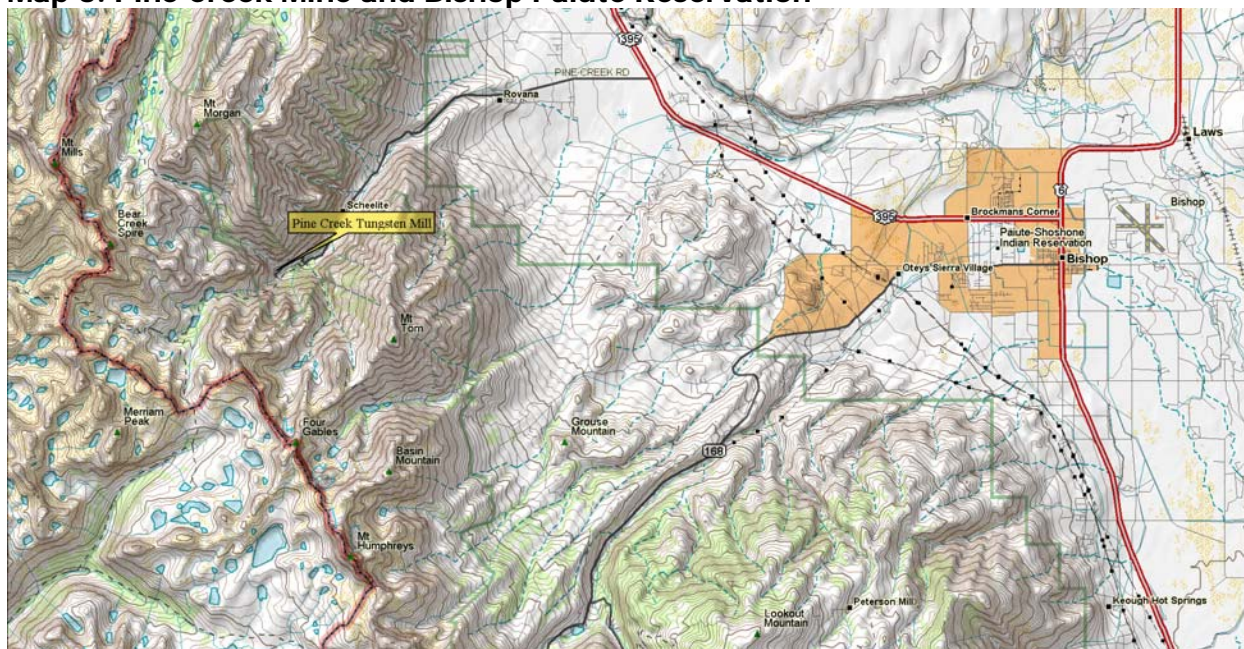 Map 3: Pine Creek Mine and Bishop Paiute Reservation
395
PINE CREEK RD
Rovana
Mt
Morgan
Mt
Mills
Laws
Scheelite
Pine Creek Tungsten Mill
Bear
Creek
Spire
6
Bishop
395
Brockmans Corner
Paiute-Shoshone
Indian Reservation
Bishop
Oteys Sierra Village
Mt
Tom
Merriam
Peak
Four
Gables
Grouse
Mountain
Basin
Mountain
168
Mt
Humphreys
Peterson Mill
Keough Hot Springs
Lookout
Mountain